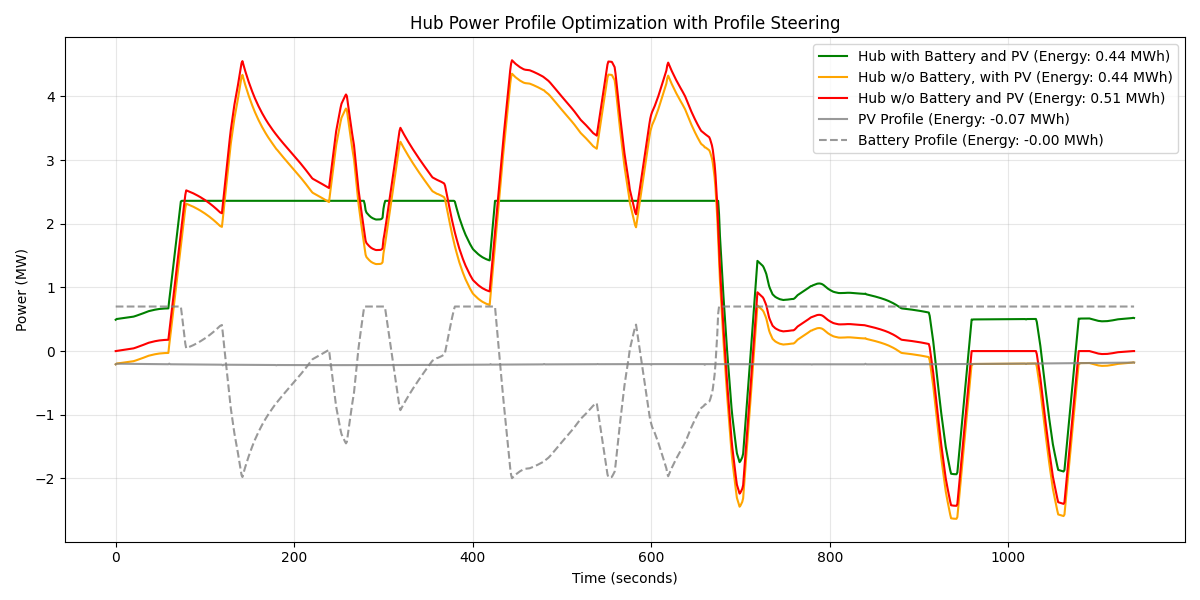 Hub Power Profile Optimization with Profile Steering
Hub with Battery and PV (Energy: 0.44 MWh)
Hub w/o Battery, with PV (Energy: 0.44 MWh)
Hub w/o Battery and PV (Energy: 0.51 MWh)
PV Profile (Energy: -0.07 MWh)
Battery Profile (Energy: -0.00 MWh)
Power (MW)
4
3
2
1
0
−1
−2
0 200 400 600 800 1000
Time (seconds)